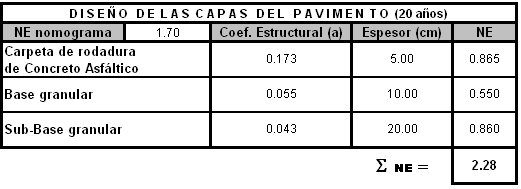 DISEÑO DE LAS CAPAS DEL PAVIMENTO (20 años)
NE nomograma 1.70 Coef. Estructural (a) Espesor (cm) NE
Carpeta de rodadura
de Concreto Asfáltico 0.173 5.00 0.865
Base granular 0.055 10.00 0.550
Sub-Base granular 0.043 20.00 0.860
Σ NE = 2.28